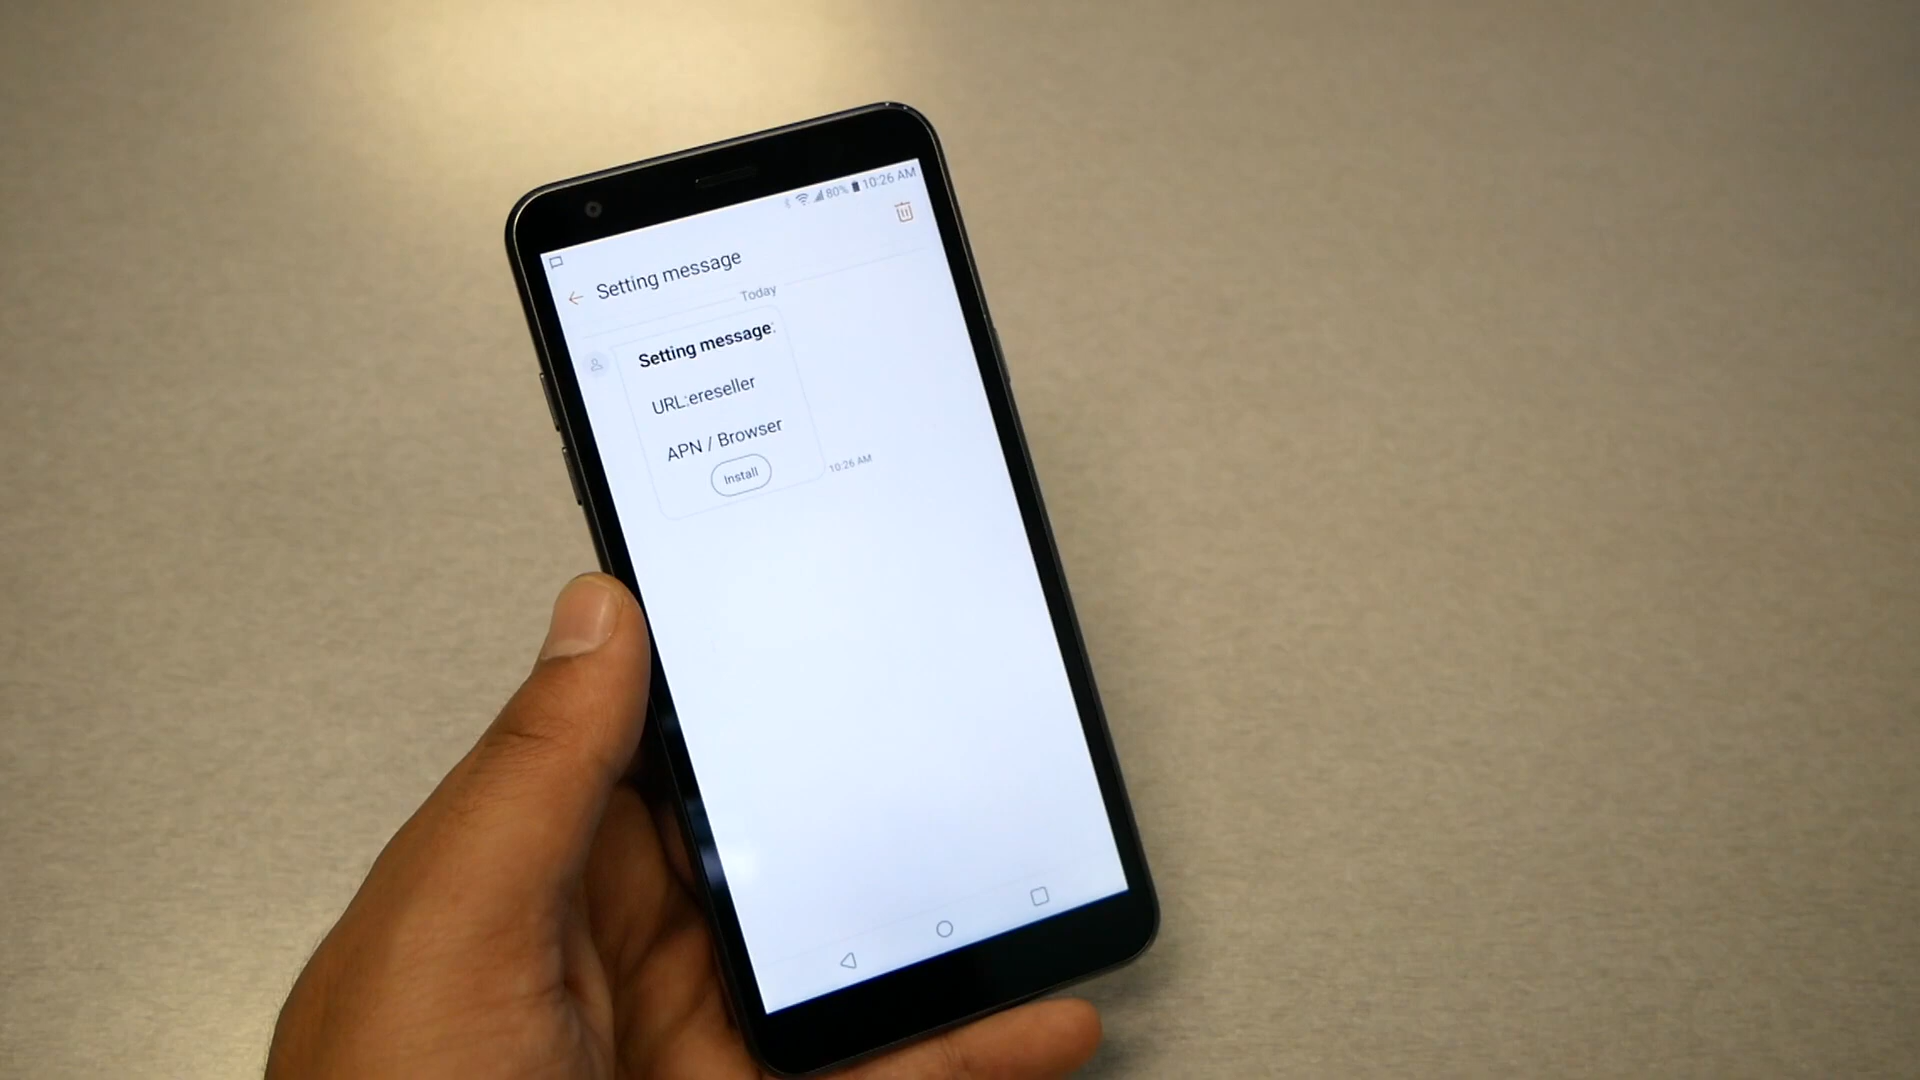 80% 10:26 AM
Setting message
Today
Setting message:
URL:ereseller
APN / Browser
Install
10:26 AM